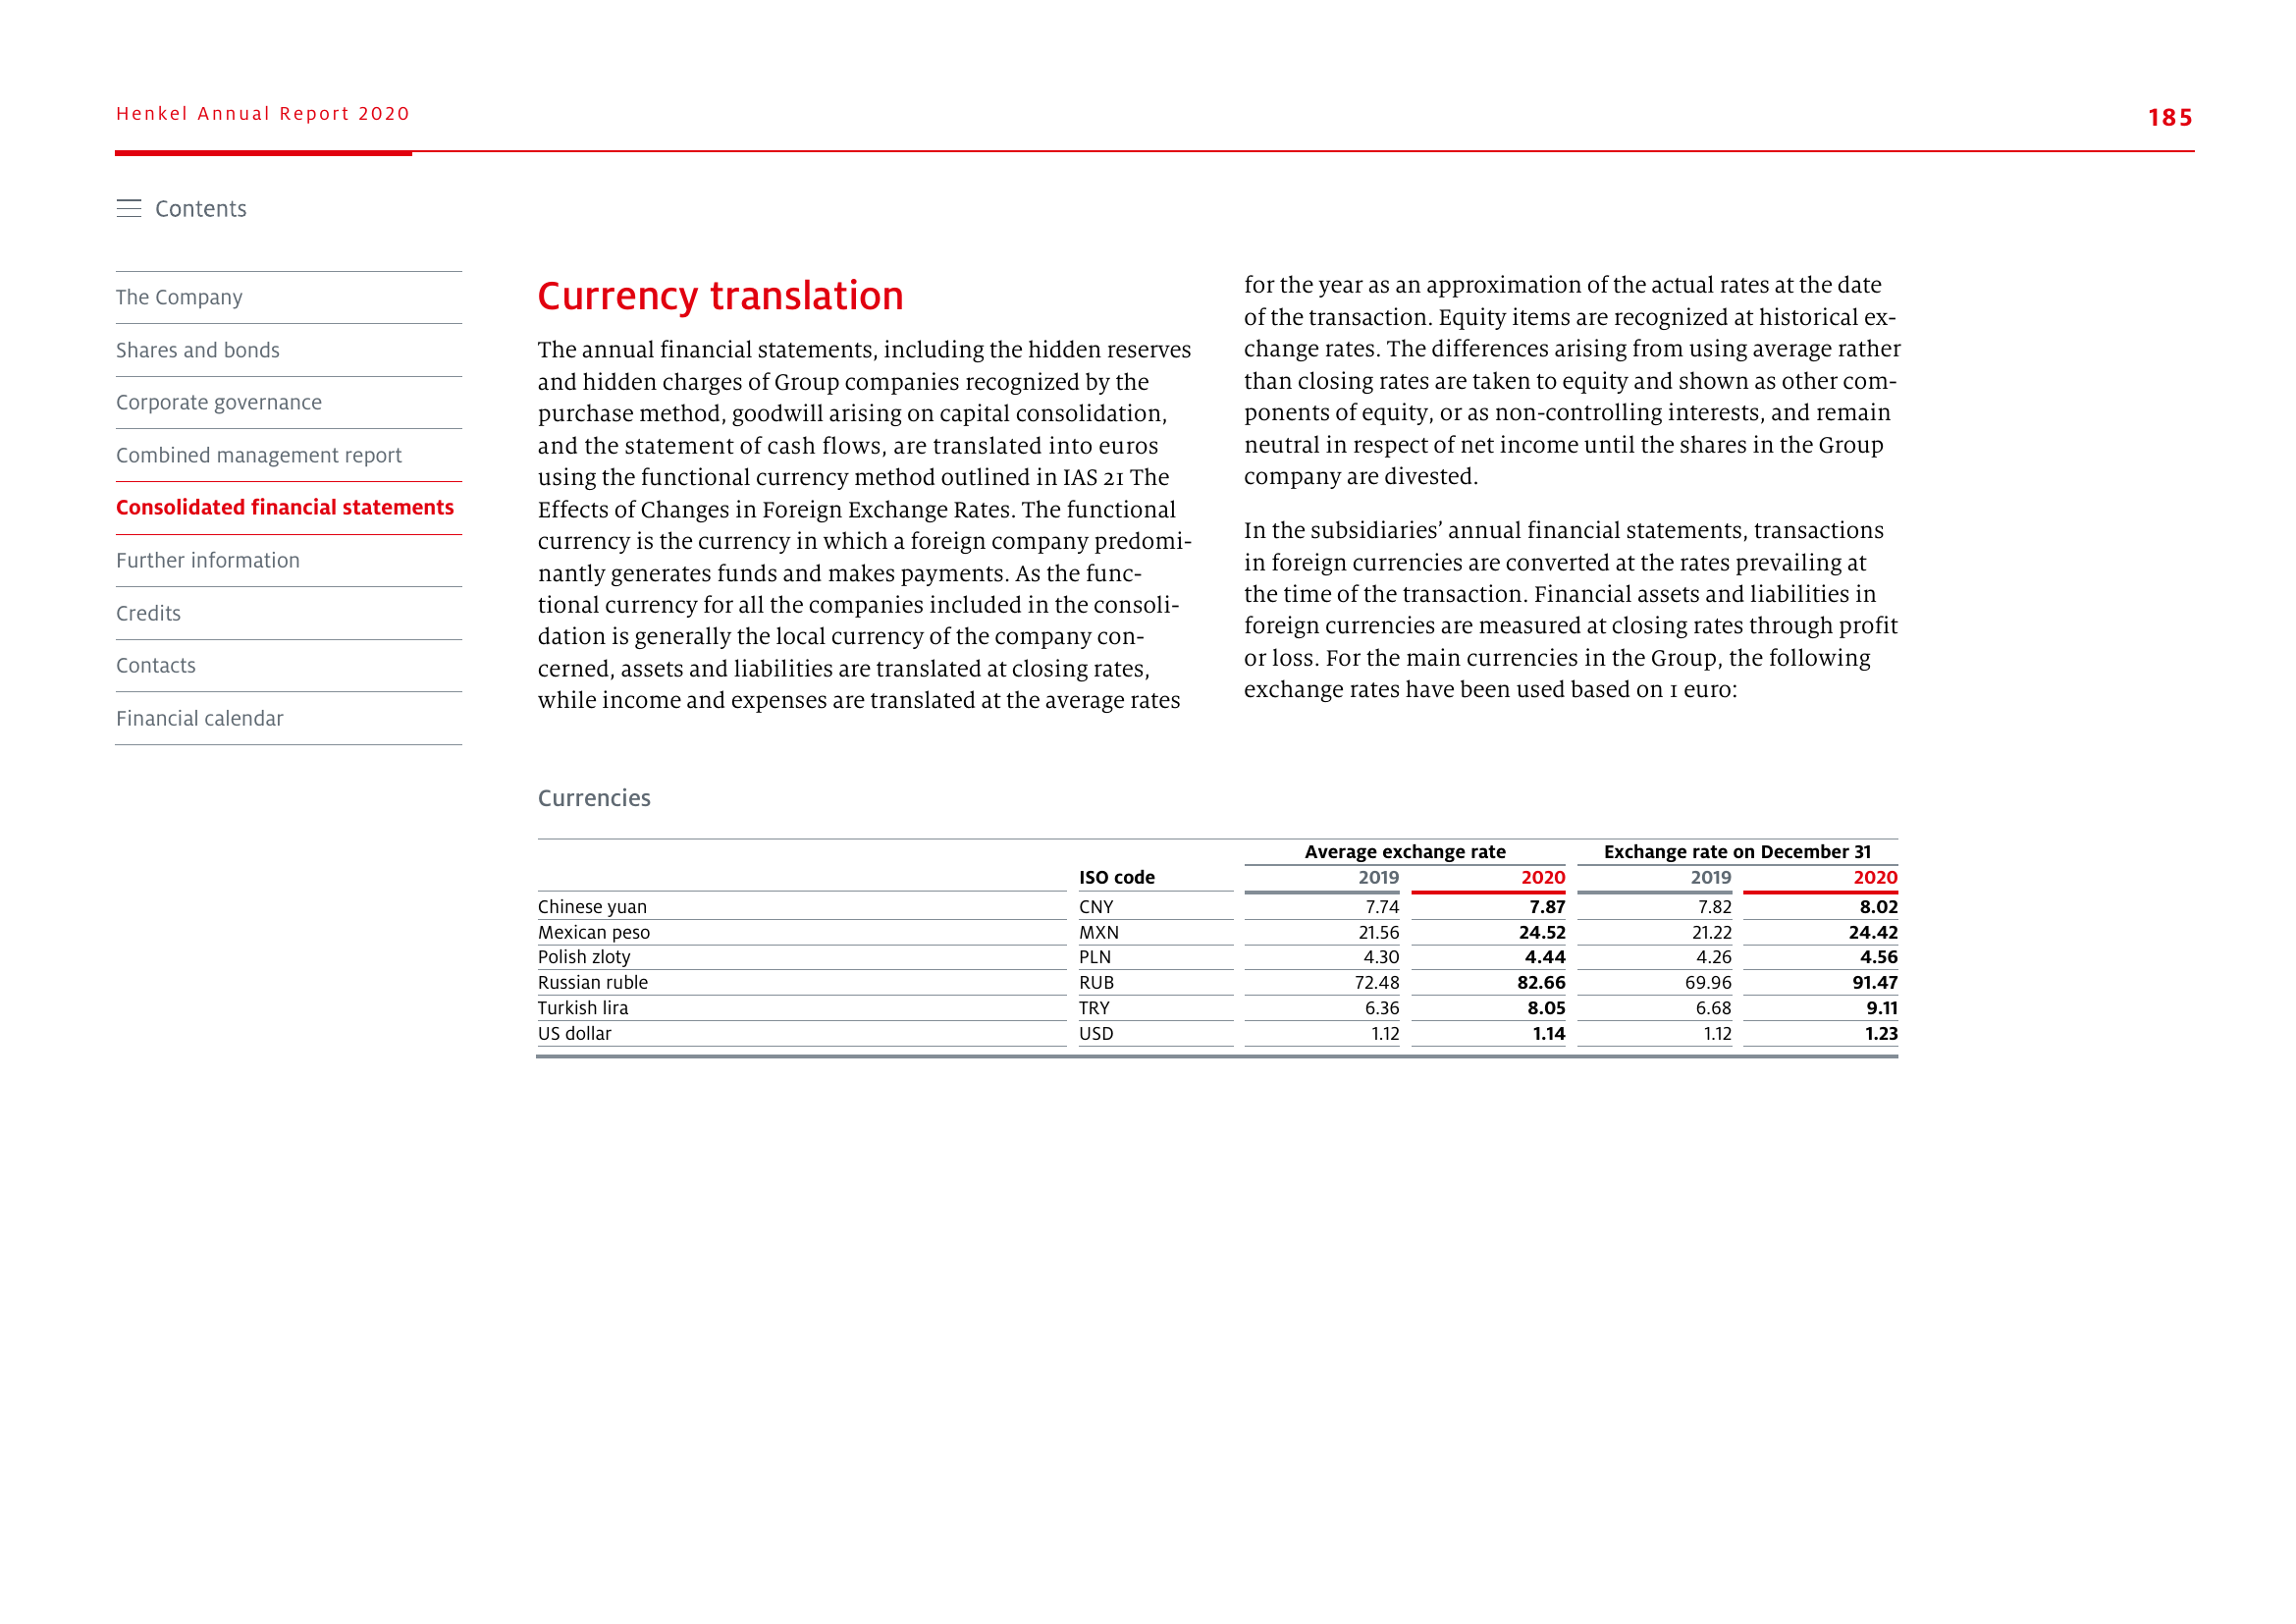 Henkel Annual Report 2020
185
Contents
The Company
Shares and bonds
Corporate governance
Combined management report
Consolidated financial statements
Further information
Credits
Contacts
Financial calendar
Currency translation
The annual financial statements, including the hidden reserves
and hidden charges of Group companies recognized by the
purchase method, goodwill arising on capital consolidation,
and the statement of cash flows, are translated into euros
using the functional currency method outlined in IAS 21 The
Effects of Changes in Foreign Exchange Rates. The functional
currency is the currency in which a foreign company predomi-
nantly generates funds and makes payments. As the func-
tional currency for all the companies included in the consoli-
dation is generally the local currency of the company con-
cerned, assets and liabilities are translated at closing rates,
while income and expenses are translated at the average rates
for the year as an approximation of the actual rates at the date
of the transaction. Equity items are recognized at historical ex-
change rates. The differences arising from using average rather
than closing rates are taken to equity and shown as other com-
ponents of equity, or as non-controlling interests, and remain
neutral in respect of net income until the shares in the Group
company are divested.
In the subsidiaries’ annual financial statements, transactions
in foreign currencies are converted at the rates prevailing at
the time of the transaction. Financial assets and liabilities in
foreign currencies are measured at closing rates through profit
or loss. For the main currencies in the Group, the following
exchange rates have been used based on 1 euro:
Currencies
Average exchange rate Exchange rate on December 31
ISO code 2019 2020 2019 2020
Chinese yuan CNY 7.74 7.87 7.82 8.02
Mexican peso MXN 21.56 24.52 21.22 24.42
Polish zloty PLN 4.30 4.44 4.26 4.56
Russian ruble RUB 72.48 82.66 69.96 91.47
Turkish lira TRY 6.36 8.05 6.68 9.11
US dollar USD 1.12 1.14 1.12 1.23